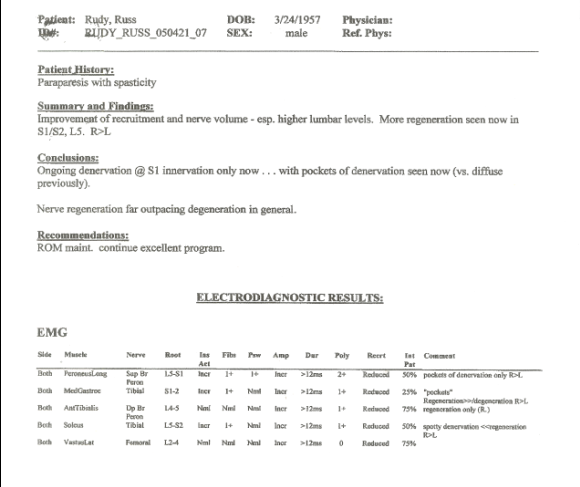 Patient: Rudy, Russ DOB: 3/24/1957 Physician:
ID#: RUDY_RUSS_050421_07 SEX: male Ref. Phys:
Patient History:
Paraparesis with spasticity
Summary and Findings:
Improvement of recruitment and nerve volume - esp. higher lumbar levels. More regeneration seen now in
S1/S2, L5. R>L
Conclusions:
Ongoing denervation @ S1 innervation only now . . . with pockets of denervation seen now (vs. diffuse
previously).
Nerve regeneration far outpacing degeneration in general.
Recommendations:
ROM maint. continue excellent program.
ELECTRODIAGNOSTIC RESULTS:
EMG
Side Muscle Nerve Root Ins Fibs Psw Amp Dur Poly Recrt Int Comment
Act Pat
Both PeroneusLong Sup Br L5-S1 Incr 1+ 1+ Incr >12ms 2+ Reduced 50% pockets of denervation only R>L
Peron
Both MedGastroc Tibial S1-2 Incr 1+ Nml Incr >12ms 1+ Reduced 25% "pockets"
Regeneration>>/degeneration R>L
Both AntTibialis Dp Br L4-5 Nml Nml Nml Incr >12ms 1+ Reduced 75% regeneration only (R.)
Peron
Both Soleus Tibial L5-S2 Incr 1+ Nml Incr >12ms 1+ Reduced 50% spotty denervation <<regeneration
R>L
Both VastusLat Femoral L2-4 Nml Nml Nml Incr >12ms 0 Reduced 75%